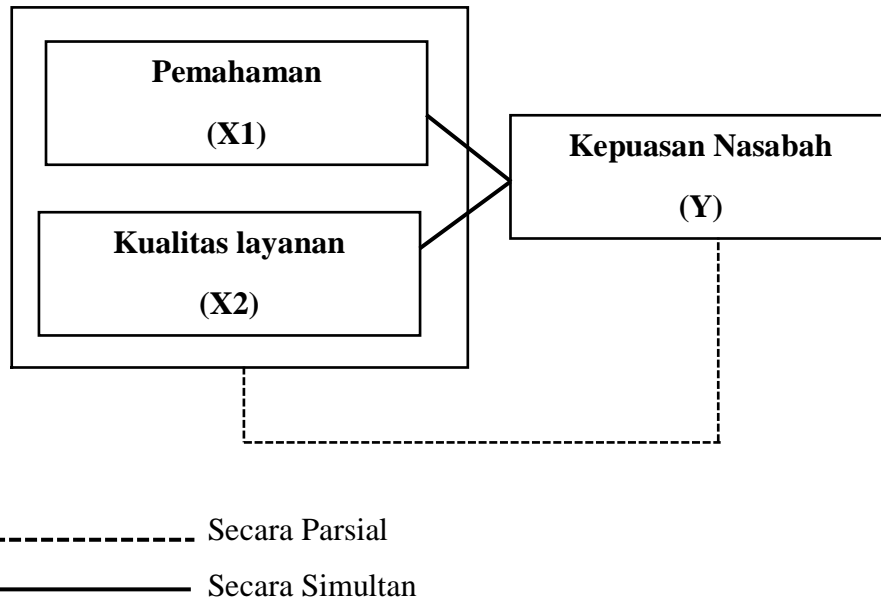 Pemahaman
(X1)
Kepuasan Nasabah
(Y)
Kualitas layanan
(X2)
Secara Parsial
Secara Simultan